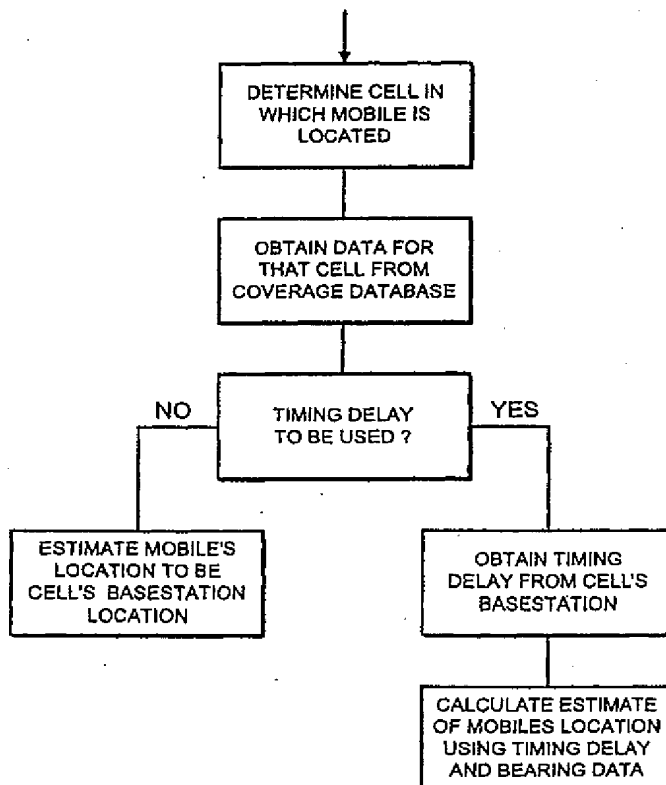 DETERMINE CELL IN
WHICH MOBILE IS
LOCATED
OBTAIN DATA FOR
THAT CELL FROM
COVERAGE DATABASE
NO
TIMING DELAY
TO BE USED ?
YES
ESTIMATE MOBILE'S
LOCATION TO BE
CELL'S BASESTATION
LOCATION
OBTAIN TIMING
DELAY FROM CELL'S
BASESTATION
CALCULATE ESTIMATE
OF MOBILES LOCATION
USING TIMING DELAY
AND BEARING DATA